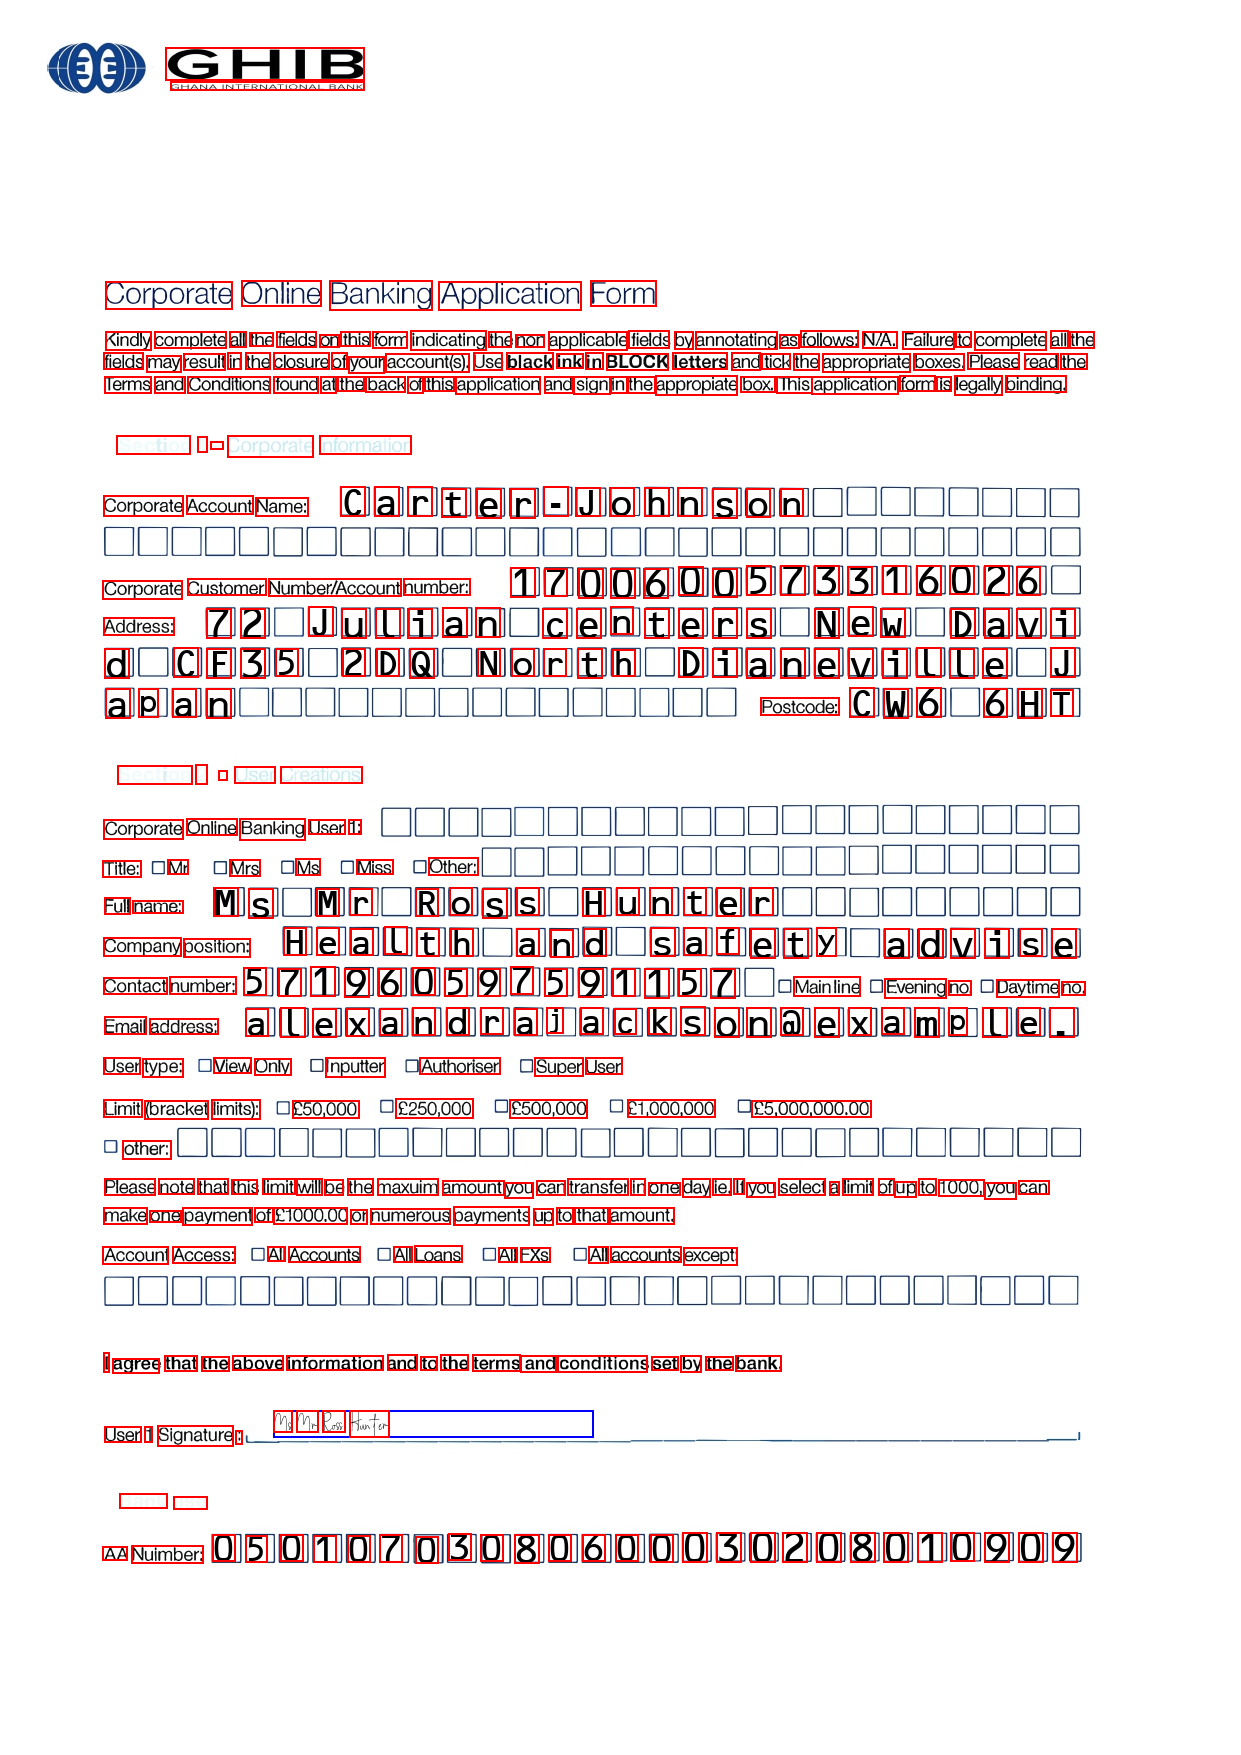 GHIB
GHANA INTERNATIONAL BANK
Corporate Online Banking Application Form
Kindly complete all the fields on this form indicating the non applicable fields by annotating as follows: N/A. Failure to complete all the
fields may result in the closure of your account(s). Use black ink in BLOCK letters and tick the appropriate boxes. Please read the
Terms and Conditions found at the back of this application and sign in the appropiate box. This application form is legally binding.
Section - Corporate Information
Corporate Account Name: Carter-Johnson
Corporate Customer Number/Account number: 1700600573316026
Address: 72 Julian centers New Davi
d CF35 2DQ North Dianeville J
apan Postcode: CW6 6HT
Section - User Creations
Corporate Online Banking User 1:
Title: Mr Mrs Ms Miss Other:
Full name: Ms Mr Ross Hunter
Company position: Health and safety advise
Contact number: 571960597591157 Main line Evening no Daytime no.
Email address: alexandrajackson@example.
User type: View Only Inputter Authoriser Super User
Limit (bracket limits): £50,000 £250,000 £500,000 £1,000,000 £5,000,000.00
other:
Please note that this limit will be the maxuim amount you can transfer in one day ie. If you select a limit of up to 1000, you can
make one payment of £1000.00 or numerous payments up to that amount.
Account Access: All Accounts All Loans All FXs All accounts except
I agree that the above information and to the terms and conditions set by the bank.
User 1 Signature : Ms Mr Ross Hunter
AA Nuimber: 05010703080600030208010909